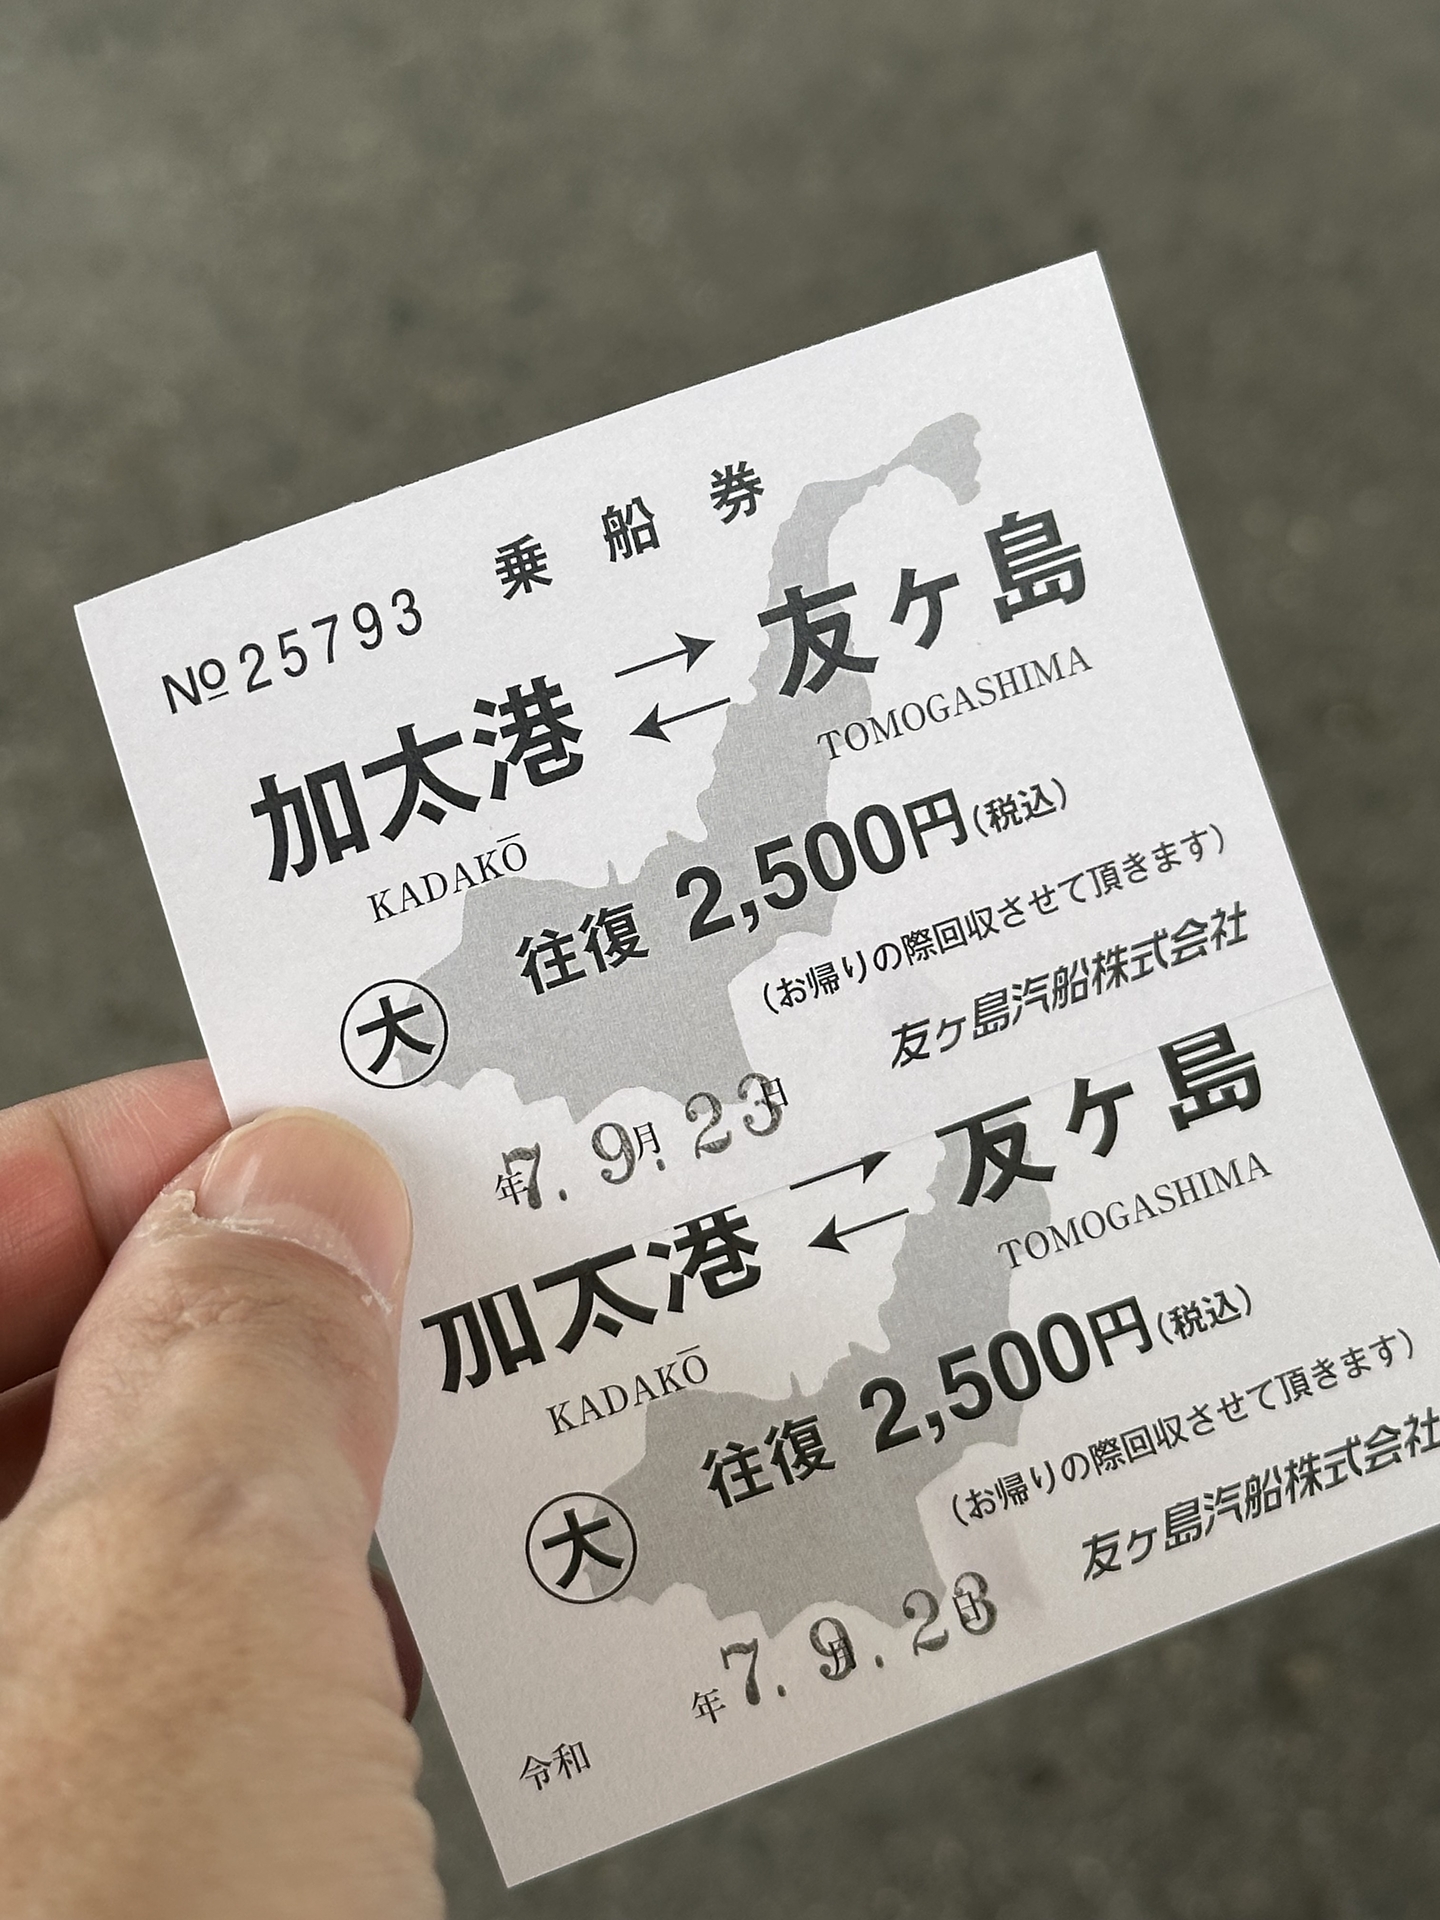 №25793 乗船券
加太港 ⇄ 友ヶ島
KADAKŌ TOMOGASHIMA
往復 2,500円(税込)
(お帰りの際回収させて頂きます)
大
友ヶ島汽船株式会社
年7. 9月. 23日
加太港 ⇄ 友ヶ島
KADAKŌ TOMOGASHIMA
往復 2,500円(税込)
(お帰りの際回収させて頂きます)
大
友ヶ島汽船株式会社
年7. 9月. 23日
令和